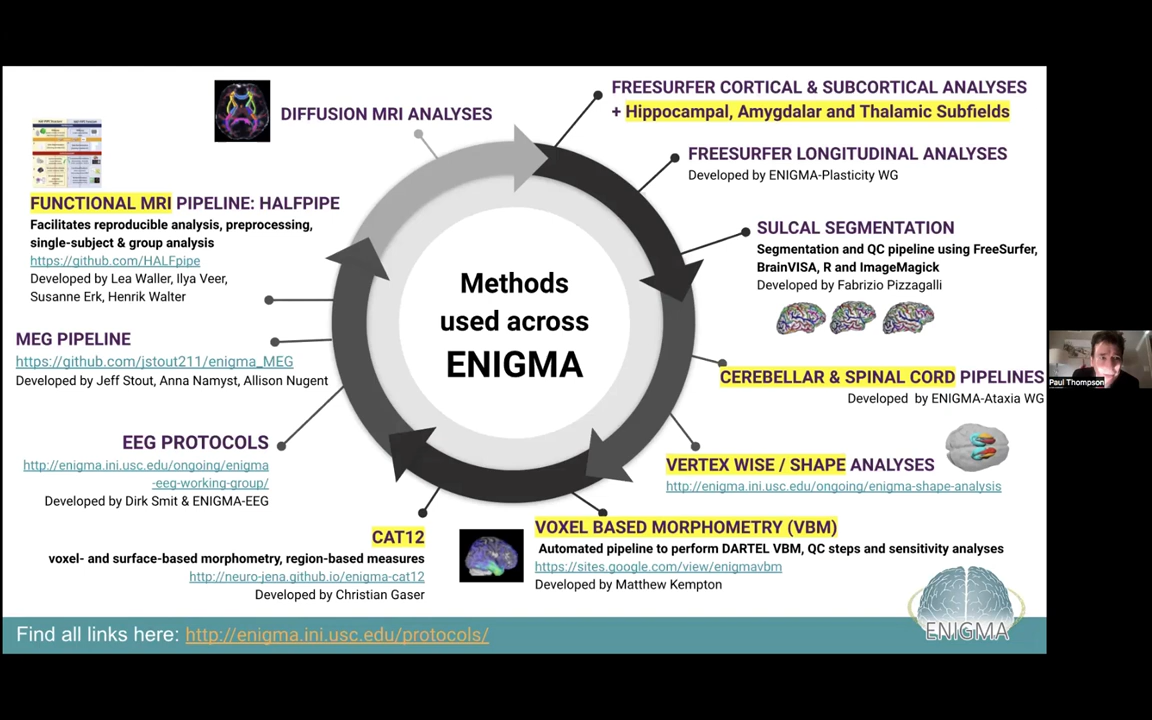 DIFFUSION MRI ANALYSES
FREESURFER CORTICAL & SUBCORTICAL ANALYSES
+ Hippocampal, Amygdalar and Thalamic Subfields
FREESURFER LONGITUDINAL ANALYSES
Developed by ENIGMA-Plasticity WG
SULCAL SEGMENTATION
Segmentation and QC pipeline using FreeSurfer,
BrainVISA, R and ImageMagick
Developed by Fabrizio Pizzagalli
CEREBELLAR & SPINAL CORD PIPELINES
Developed by ENIGMA-Ataxia WG
VERTEX WISE / SHAPE ANALYSES
http://enigma.ini.usc.edu/ongoing/enigma-shape-analysis
VOXEL BASED MORPHOMETRY (VBM)
Automated pipeline to perform DARTEL VBM, QC steps and sensitivity analyses
https://sites.google.com/view/enigmavbm
Developed by Matthew Kempton
CAT12
voxel- and surface-based morphometry, region-based measures
http://neuro-jena.github.io/enigma-cat12
Developed by Christian Gaser
EEG PROTOCOLS
http://enigma.ini.usc.edu/ongoing/enigma
-eeg-working-group/
Developed by Dirk Smit & ENIGMA-EEG
MEG PIPELINE
https://github.com/jstout211/enigma_MEG
Developed by Jeff Stout, Anna Namyst, Allison Nugent
FUNCTIONAL MRI PIPELINE: HALFPIPE
Facilitates reproducible analysis, preprocessing,
single-subject & group analysis
https://github.com/HALFpipe
Developed by Lea Waller, Ilya Veer,
Susanne Erk, Henrik Walter
Methods
used across
ENIGMA
Find all links here: http://enigma.ini.usc.edu/protocols/
ENIGMA
Paul Thompson